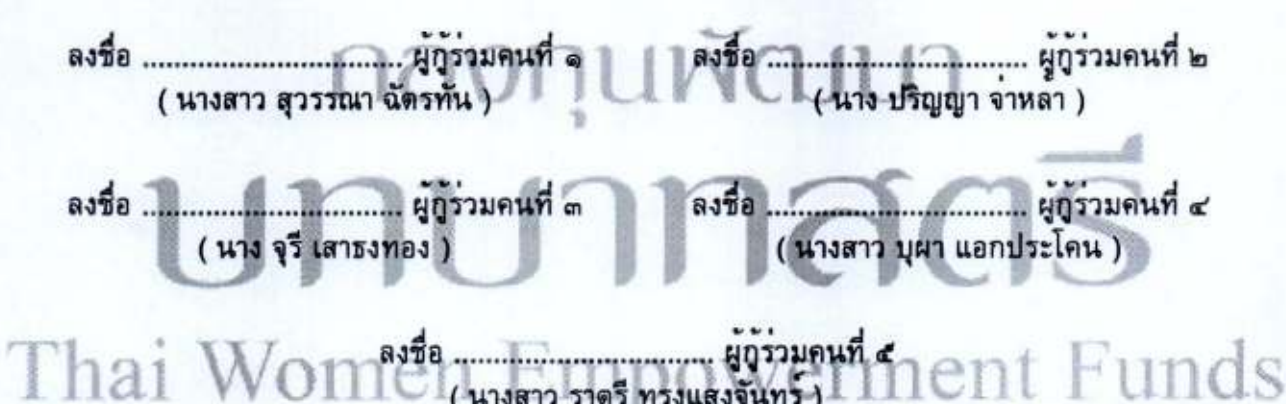 ลงชื่อ .............................. ผู้กู้ร่วมคนที่ ๑ ลงชื่อ .............................. ผู้กู้ร่วมคนที่ ๒
( นางสาว สุวรรณา ฉัตรทัน ) ( นาง ปริญญา จ่าหลา )
กองทุนพัฒนา
ลงชื่อ .............................. ผู้กู้ร่วมคนที่ ๓ ลงชื่อ .............................. ผู้กู้ร่วมคนที่ ๔
( นาง จุรี เสาธงทอง ) ( นางสาว บุผา แอกประโคน )
บทบาทสตรี
ลงชื่อ .............................. ผู้กู้ร่วมคนที่ ๕
( นางสาว ราตรี ทรงแสงจันทร์ )
Thai Women Empowerment Funds